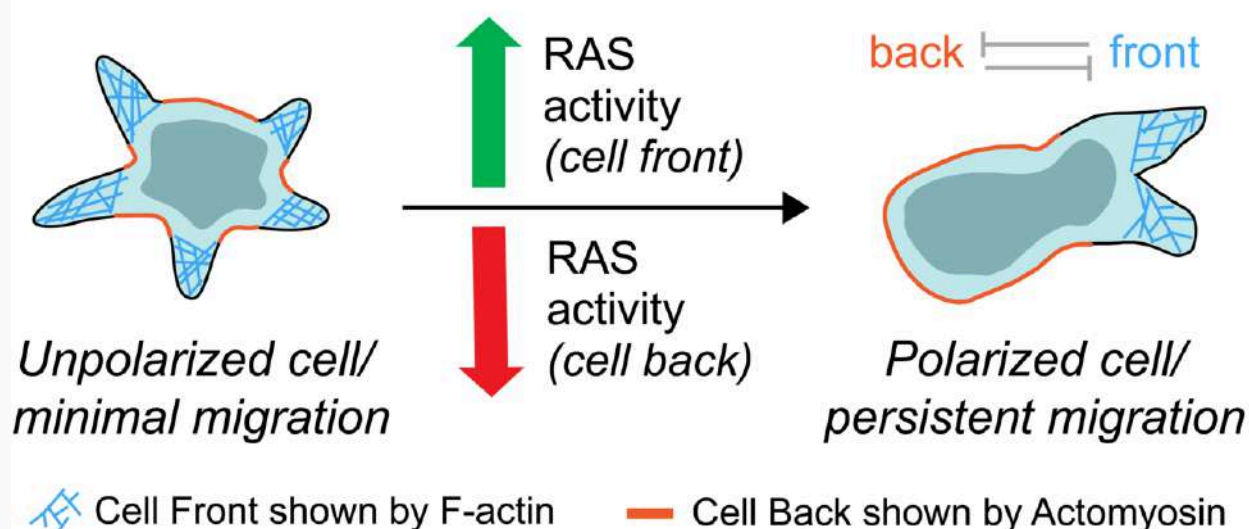 RAS
activity
(cell front)
back front
RAS
activity
(cell back)
Unpolarized cell/
minimal migration
Polarized cell/
persistent migration
Cell Front shown by F-actin
Cell Back shown by Actomyosin